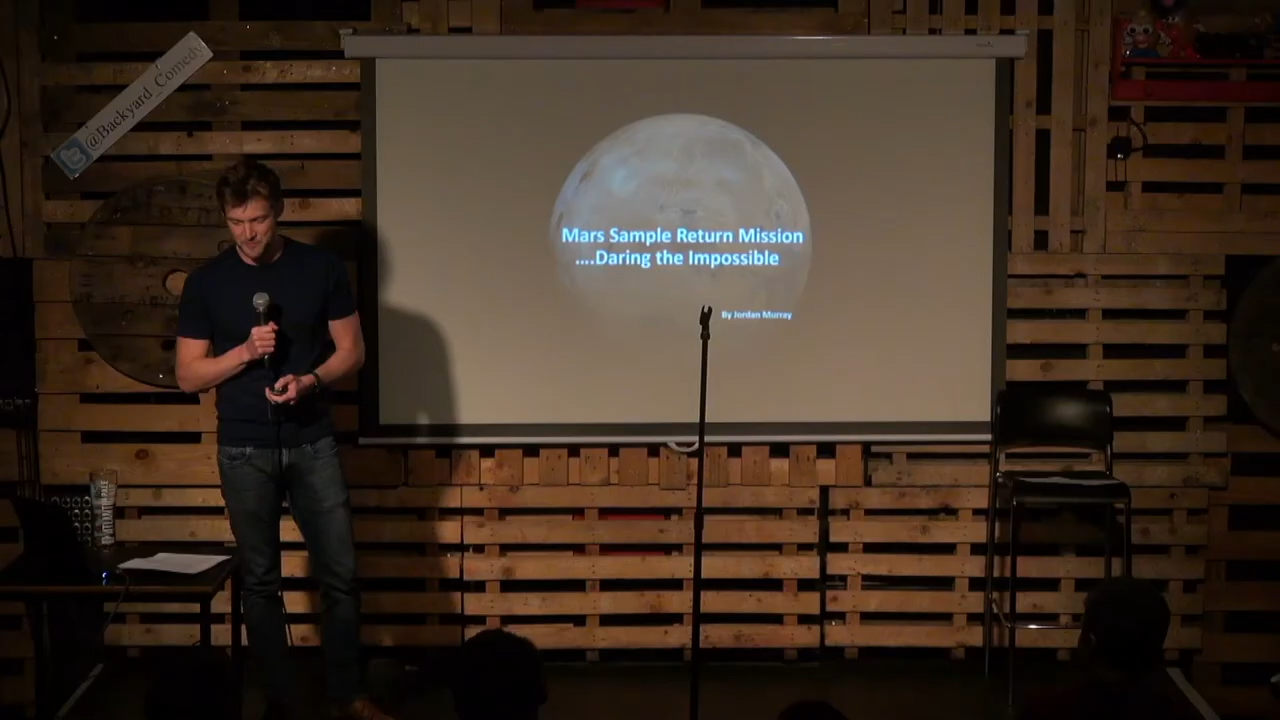 @Backyard_Comedy
Mars Sample Return Mission
....Daring the Impossible
By Jordan Murray